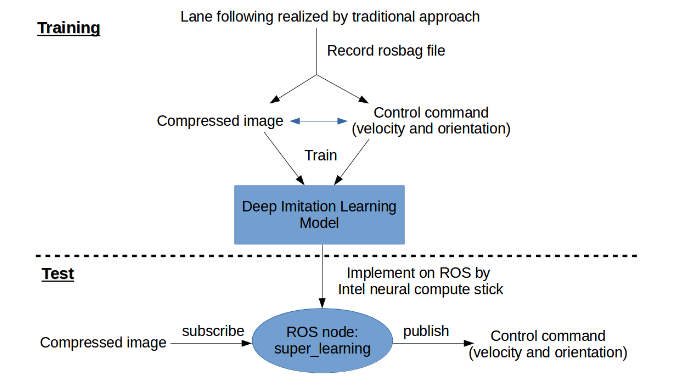 Lane following realized by traditional approach
Training
Record rosbag file
Compressed image
Control command
(velocity and orientation)
Train
Deep Imitation Learning
Model
Test
Implement on ROS by
Intel neural compute stick
Compressed image
subscribe
ROS node:
super_learning
publish
Control command
(velocity and orientation)